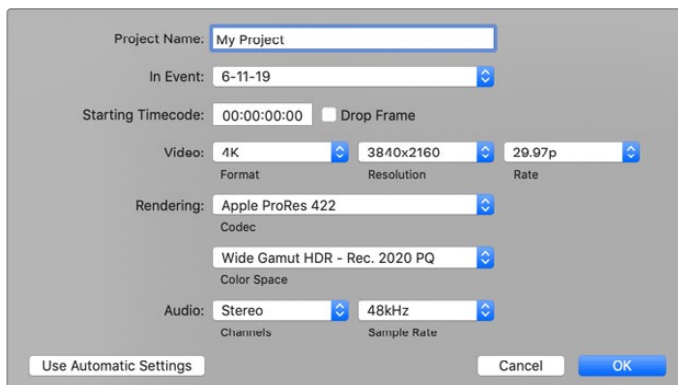 Project Name: My Project
In Event: 6-11-19
Starting Timecode: 00:00:00:00 Drop Frame
Video: 4K 3840x2160 29.97p
Format Resolution Rate
Rendering: Apple ProRes 422
Codec
Wide Gamut HDR - Rec. 2020 PQ
Color Space
Audio: Stereo 48kHz
Channels Sample Rate
Use Automatic Settings Cancel OK